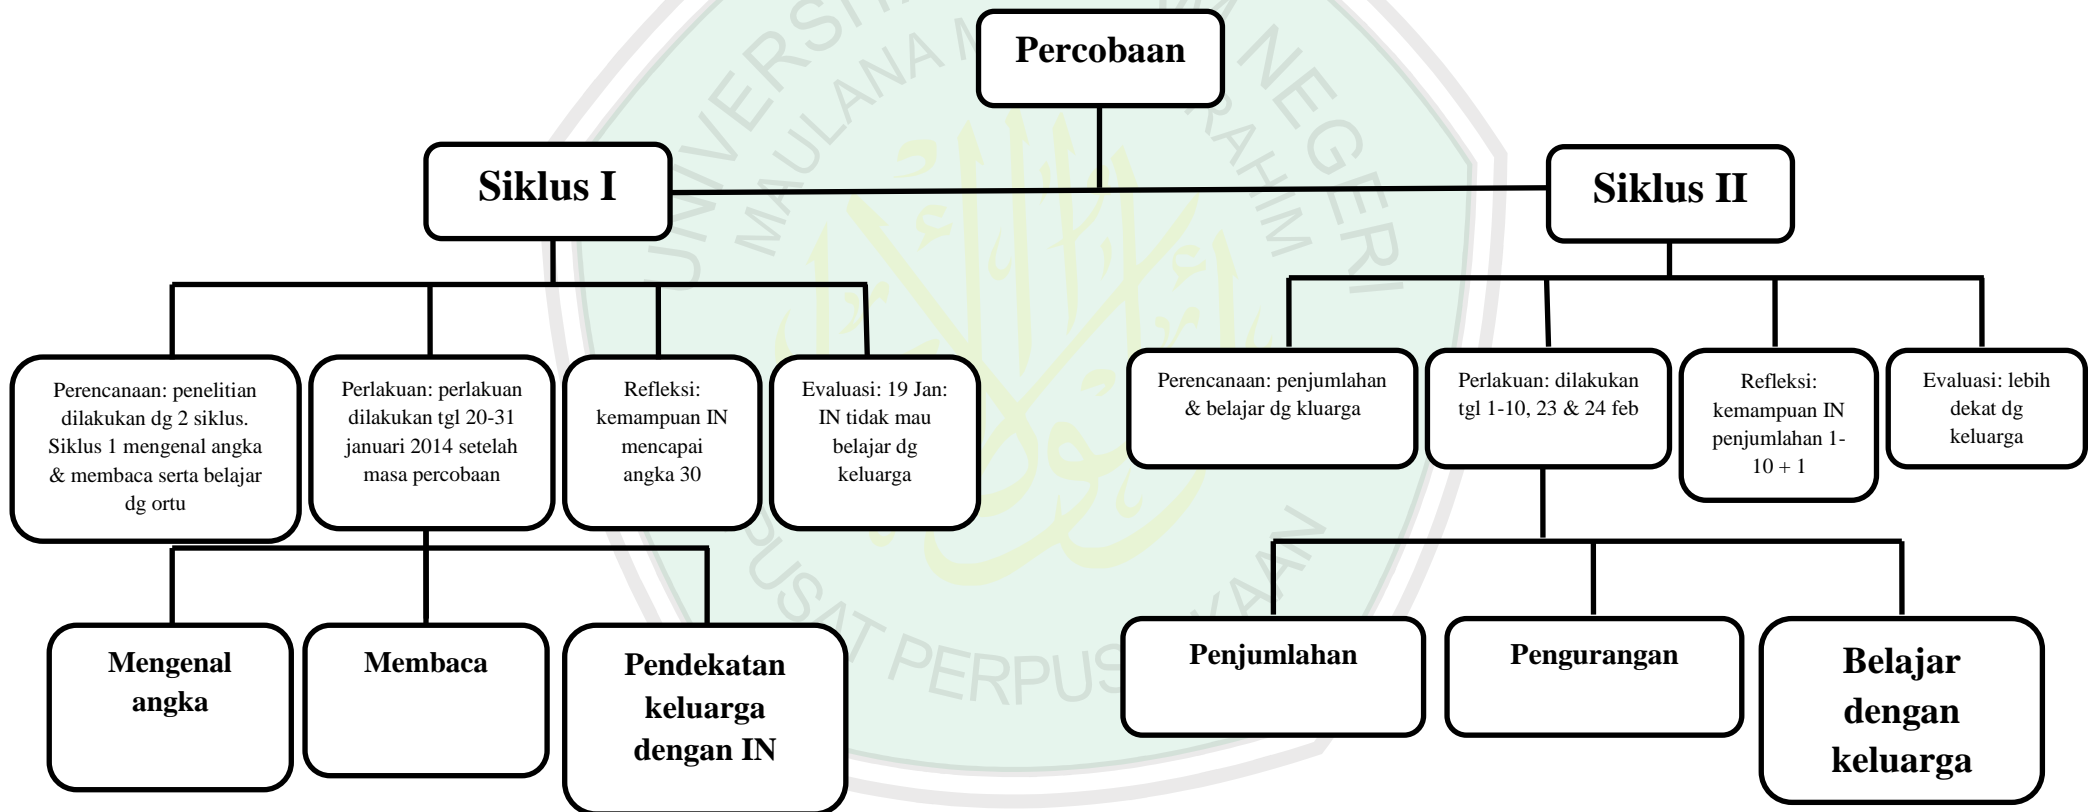 Percobaan
Siklus I
Siklus II
Perencanaan: penelitian
dilakukan dg 2 siklus.
Siklus 1 mengenal angka
& membaca serta belajar
dg ortu
Perlakuan: perlakuan
dilakukan tgl 20-31
januari 2014 setelah
masa percobaan
Refleksi:
kemampuan IN
mencapai
angka 30
Evaluasi: 19 Jan:
IN tidak mau
belajar dg
keluarga
Perencanaan: penjumlahan
& belajar dg kluarga
Perlakuan: dilakukan
tgl 1-10, 23 & 24 feb
Refleksi:
kemampuan IN
penjumlahan 1-
10 + 1
Evaluasi: lebih
dekat dg
keluarga
Mengenal
angka
Membaca
Pendekatan
keluarga
dengan IN
Penjumlahan
Pengurangan
Belajar
dengan
keluarga
MAULANA
NEGERI